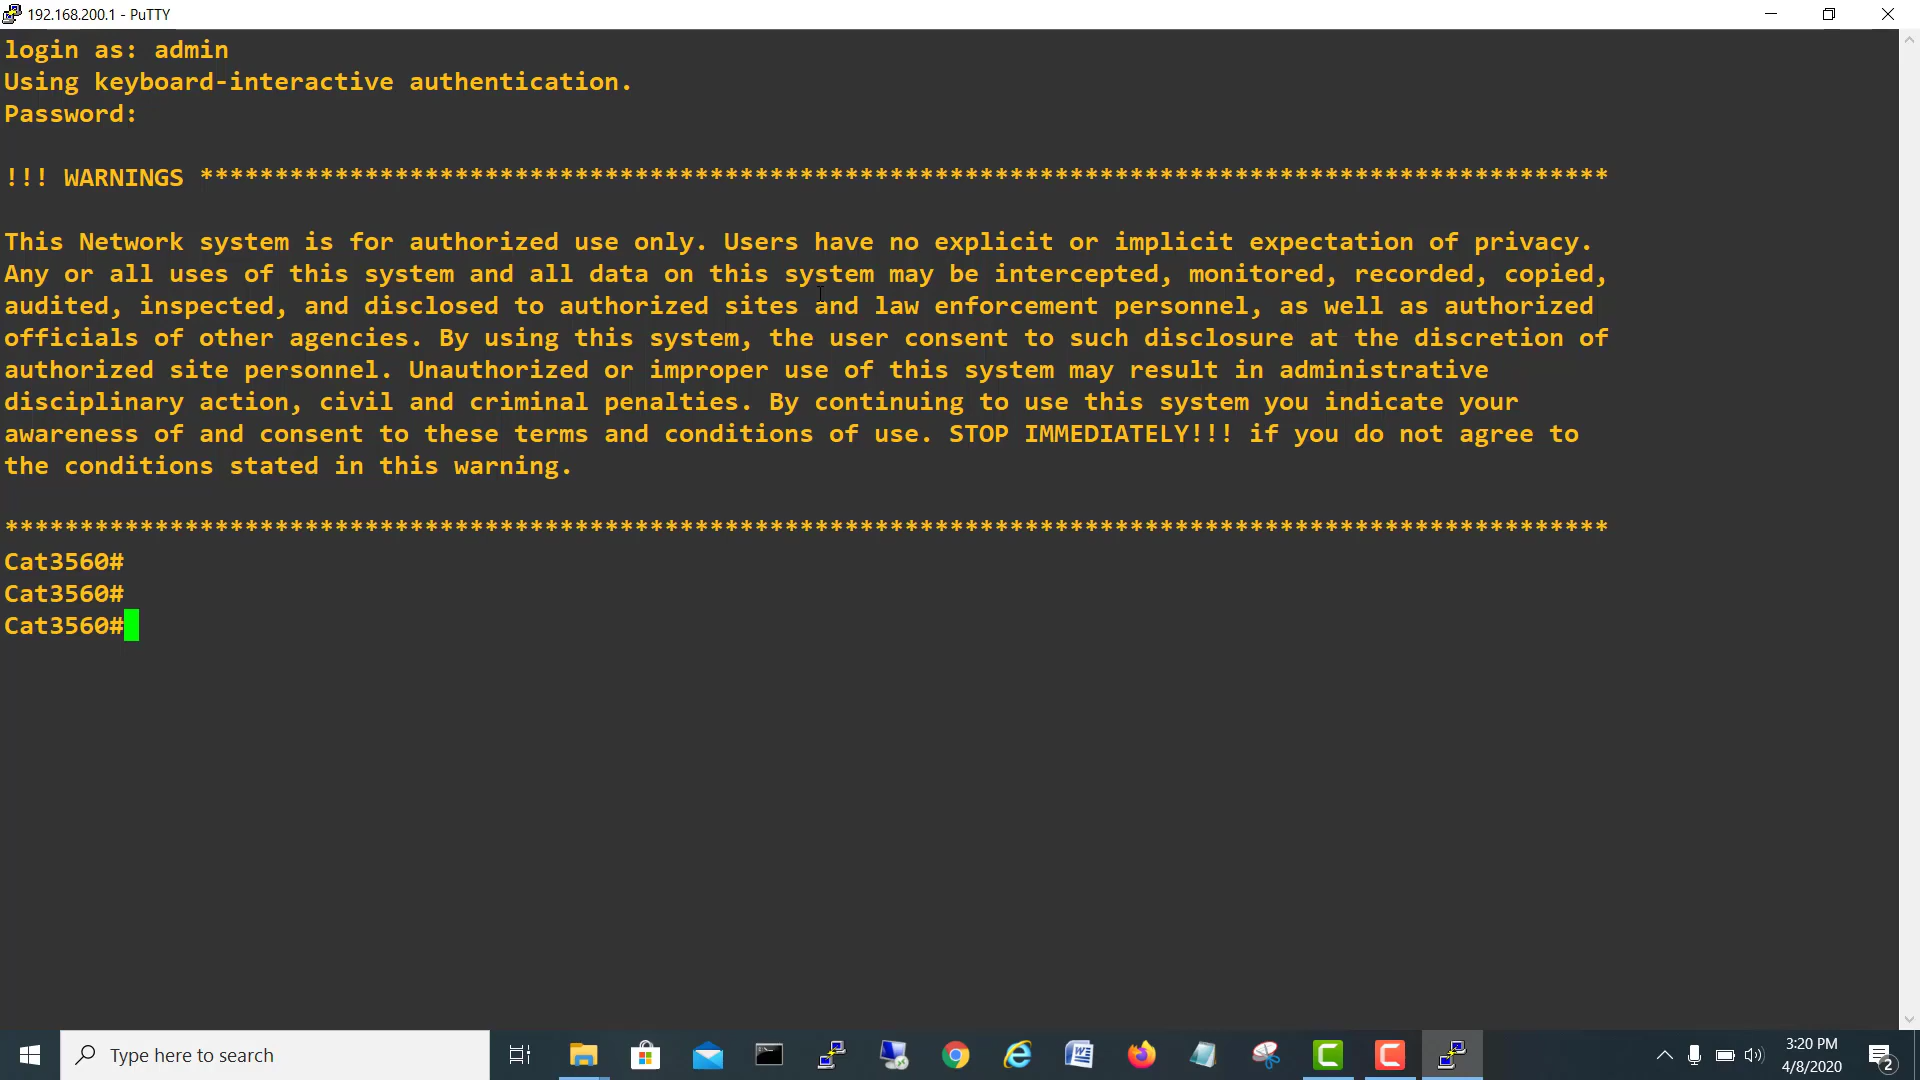 192.168.200.1 - PuTTY
login as: admin
Using keyboard-interactive authentication.
Password:
!!! WARNINGS **********************************************************************************************
This Network system is for authorized use only. Users have no explicit or implicit expectation of privacy.
Any or all uses of this system and all data on this system may be intercepted, monitored, recorded, copied,
audited, inspected, and disclosed to authorized sites and law enforcement personnel, as well as authorized
officials of other agencies. By using this system, the user consent to such disclosure at the discretion of
authorized site personnel. Unauthorized or improper use of this system may result in administrative
disciplinary action, civil and criminal penalties. By continuing to use this system you indicate your
awareness of and consent to these terms and conditions of use. STOP IMMEDIATELY!!! if you do not agree to
the conditions stated in this warning.
***********************************************************************************************************
Cat3560#
Cat3560#
Cat3560#
Type here to search
3:20 PM
4/8/2020
2